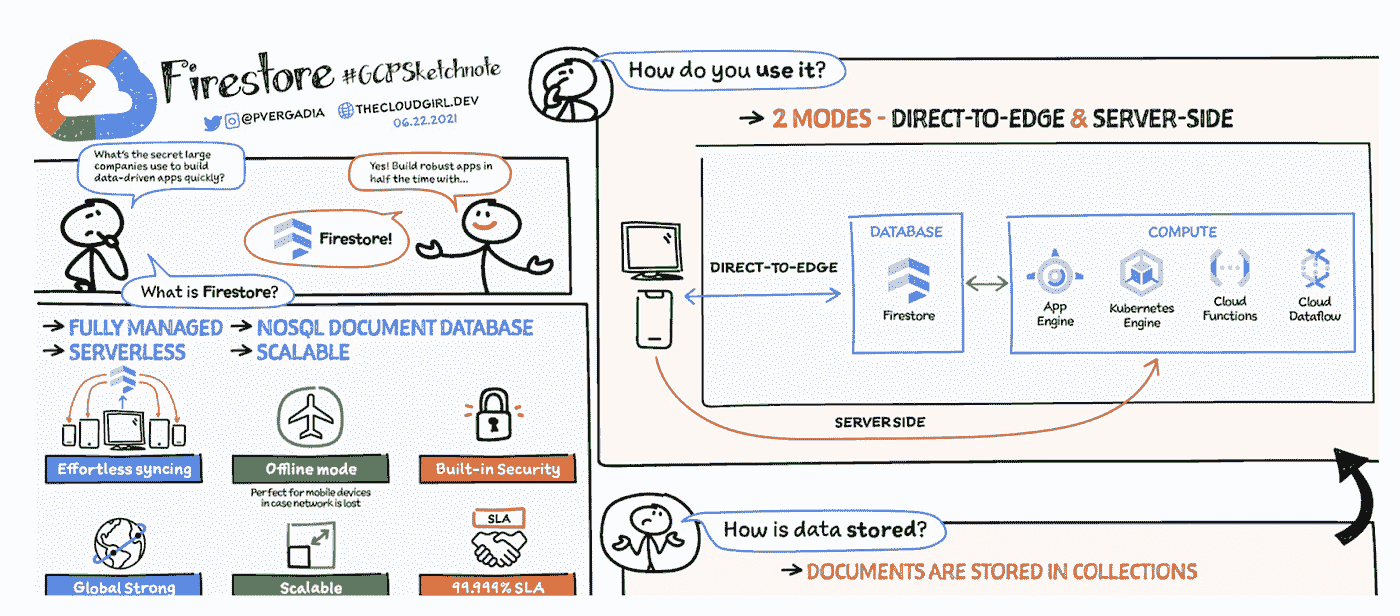 Firestore #GCPSketchnote
@PVERGADIA THECLOUDGIRL.DEV
06.22.2021
What's the secret large
companies use to build
data-driven apps quickly?
Yes! Build robust apps in
half the time with...
Firestore!
What is Firestore?
→ FULLY MANAGED → NOSQL DOCUMENT DATABASE
→ SERVERLESS → SCALABLE
Effortless syncing
Offline mode
Perfect for mobile devices
in case network is lost
Built-in Security
SLA
Global Strong
Scalable
99.999% SLA
How do you use it?
→ 2 MODES - DIRECT-TO-EDGE & SERVER-SIDE
DIRECT-TO-EDGE
DATABASE
Firestore
COMPUTE
App
Engine
Kubernetes
Engine
Cloud
Functions
Cloud
Dataflow
SERVER SIDE
How is data stored?
→ DOCUMENTS ARE STORED IN COLLECTIONS